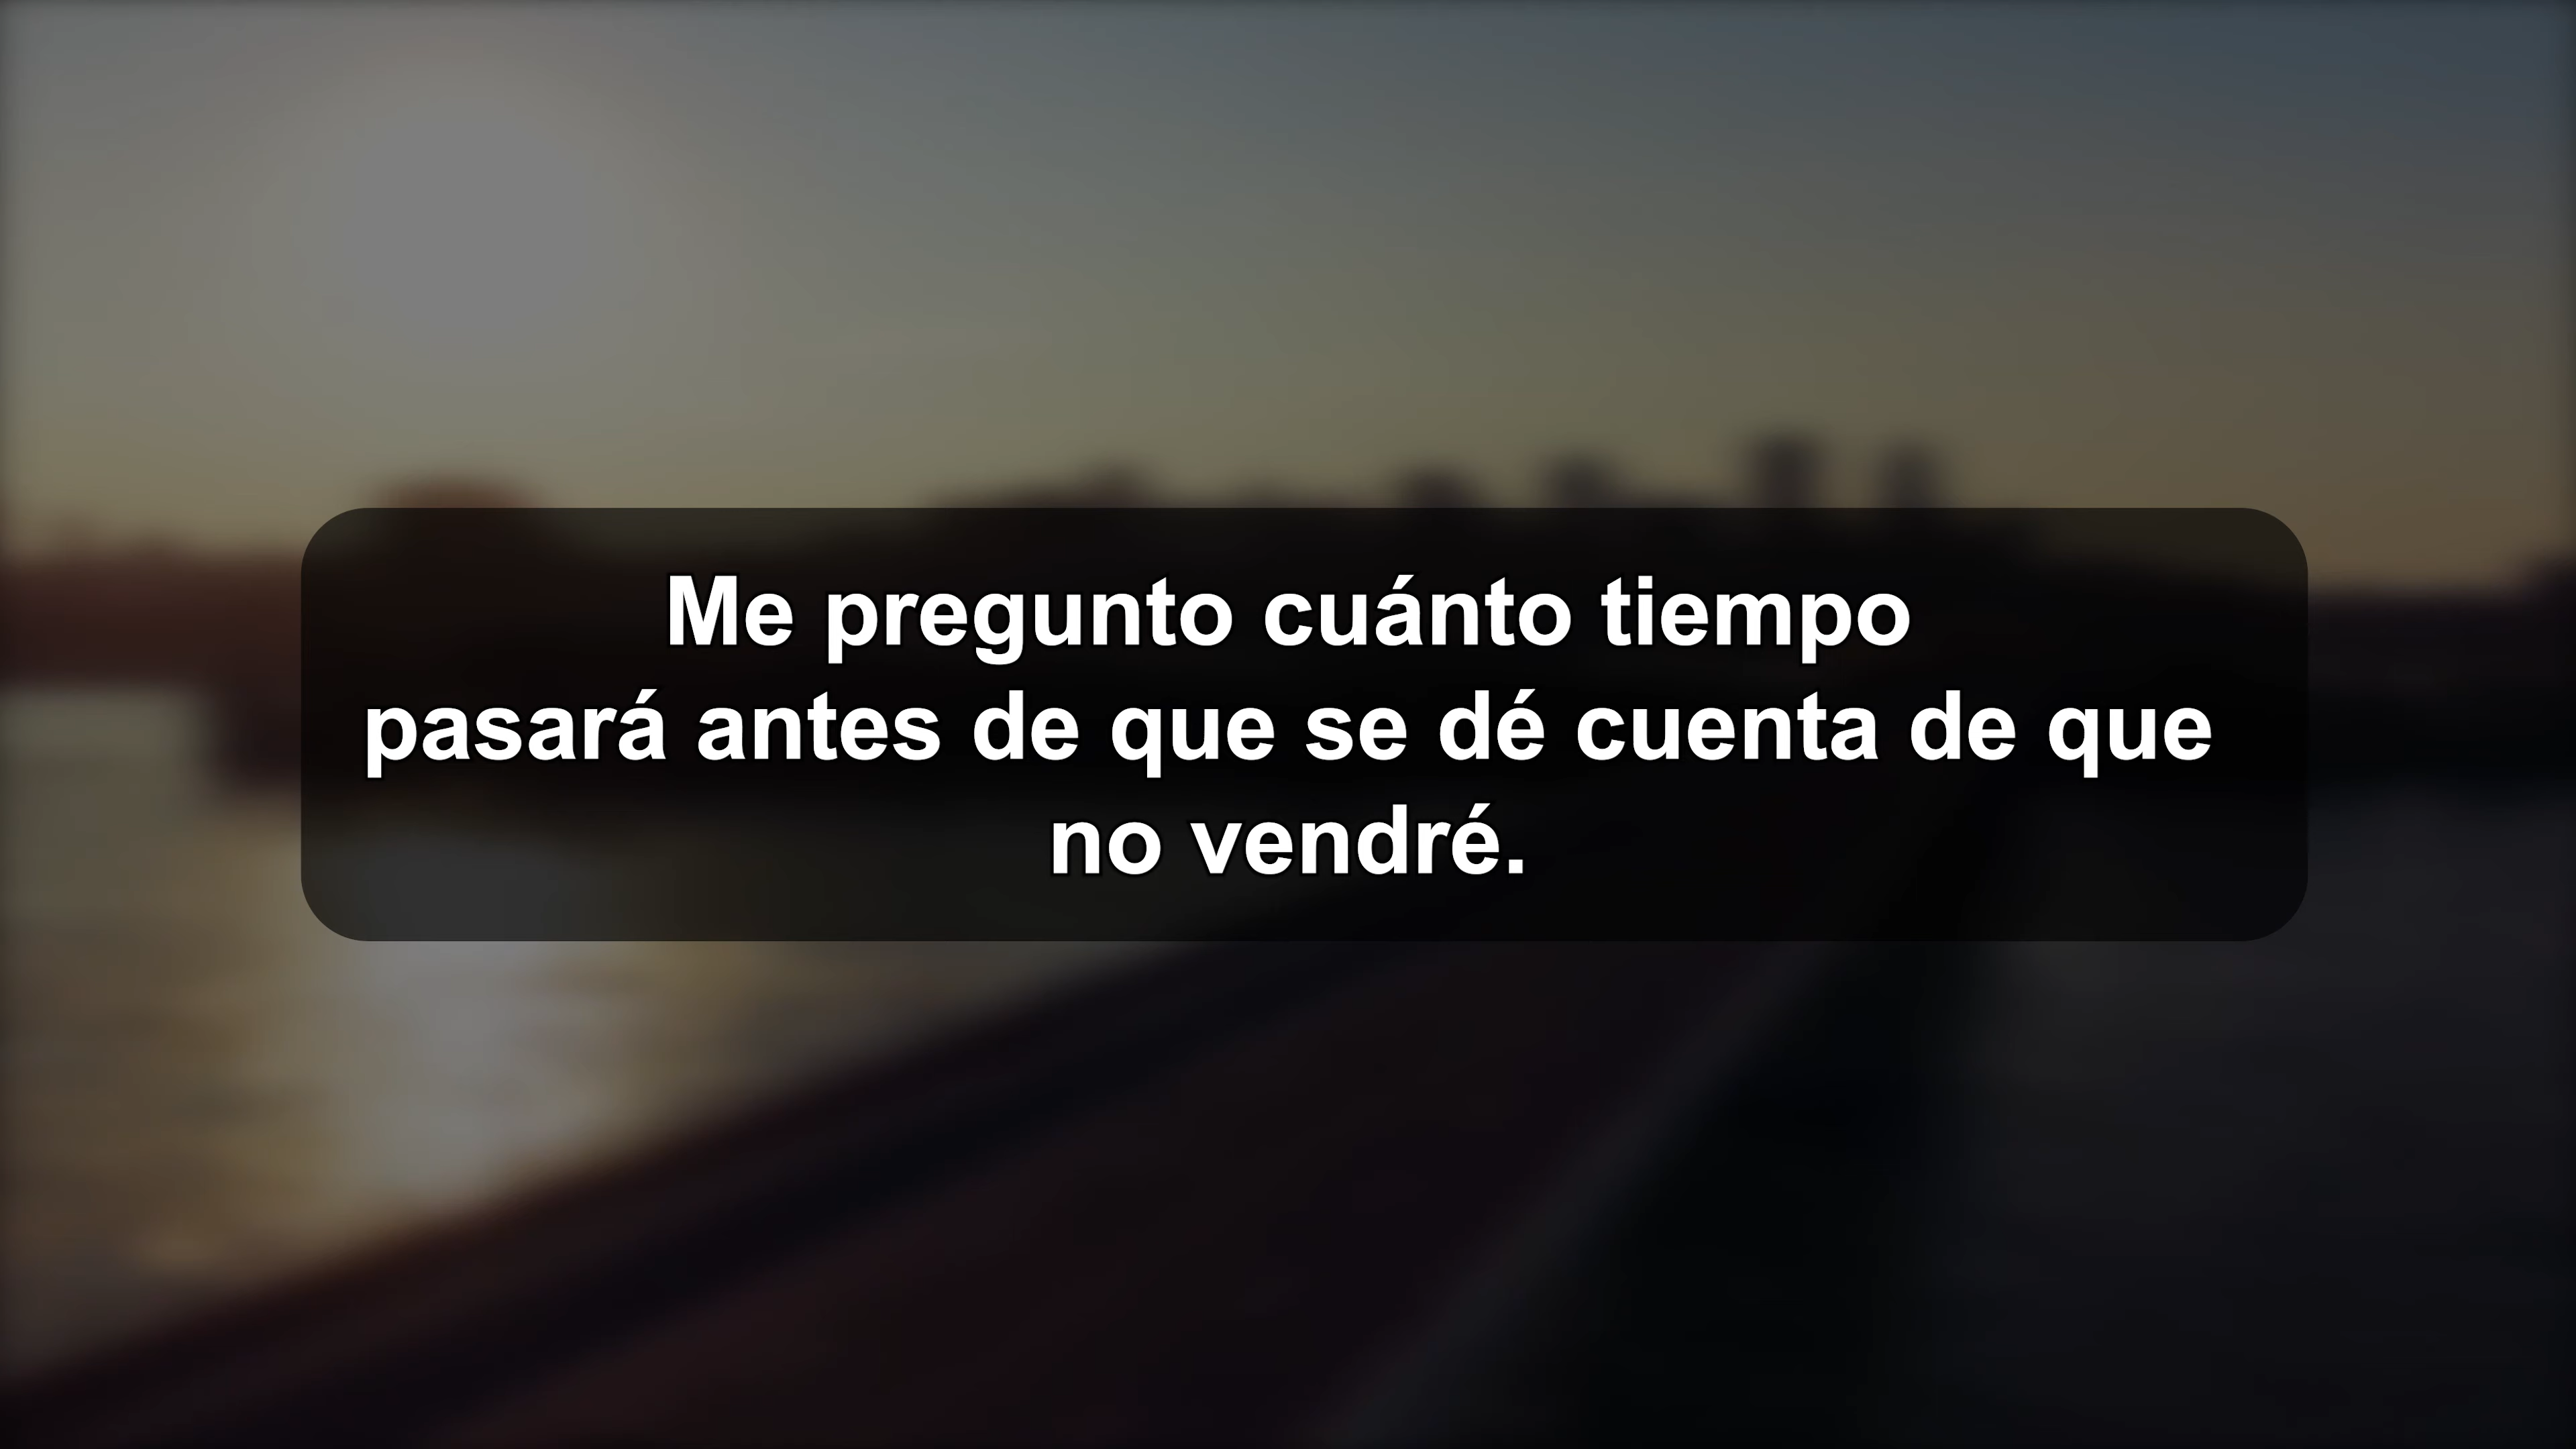 Me pregunto cuánto tiempo
pasará antes de que se dé cuenta de que
no vendré.